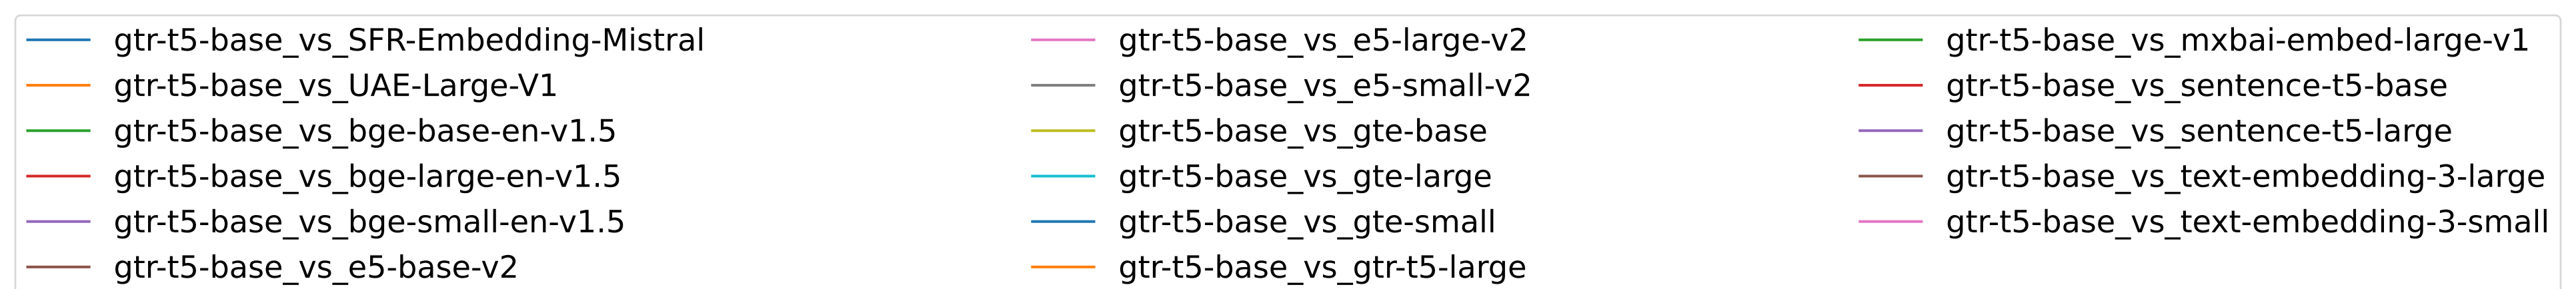 gtr-t5-base_vs_SFR-Embedding-Mistral
gtr-t5-base_vs_UAE-Large-V1
gtr-t5-base_vs_bge-base-en-v1.5
gtr-t5-base_vs_bge-large-en-v1.5
gtr-t5-base_vs_bge-small-en-v1.5
gtr-t5-base_vs_e5-base-v2
gtr-t5-base_vs_e5-large-v2
gtr-t5-base_vs_e5-small-v2
gtr-t5-base_vs_gte-base
gtr-t5-base_vs_gte-large
gtr-t5-base_vs_gte-small
gtr-t5-base_vs_gtr-t5-large
gtr-t5-base_vs_mxbai-embed-large-v1
gtr-t5-base_vs_sentence-t5-base
gtr-t5-base_vs_sentence-t5-large
gtr-t5-base_vs_text-embedding-3-large
gtr-t5-base_vs_text-embedding-3-small